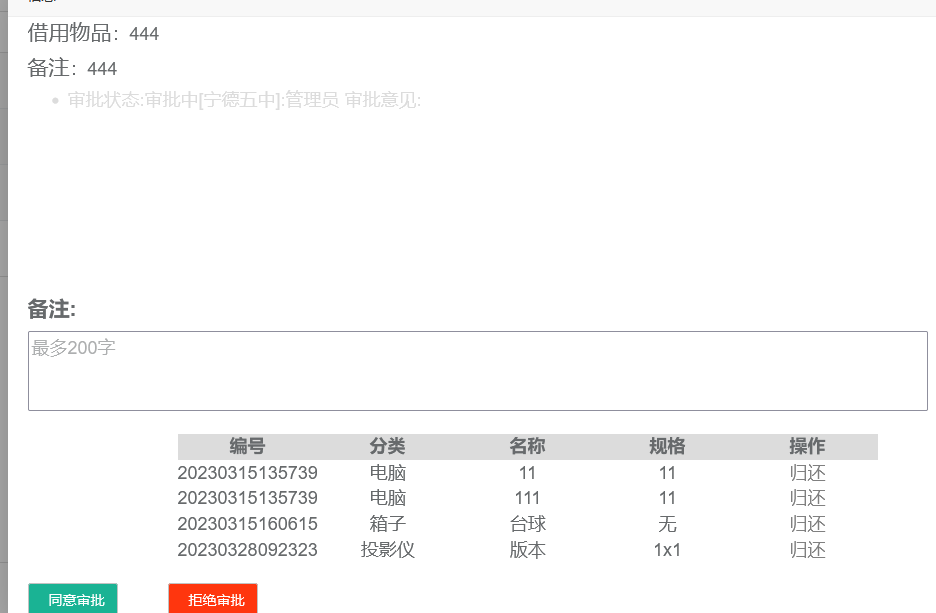 借用物品：444
备注：444
审批状态:审批中[宁德五中]:管理员 审批意见:
备注:
最多200字
编号 分类 名称 规格 操作
20230315135739 电脑 11 11 归还
20230315135739 电脑 111 11 归还
20230315160615 箱子 台球 无 归还
20230328092323 投影仪 版本 1x1 归还
同意审批 拒绝审批